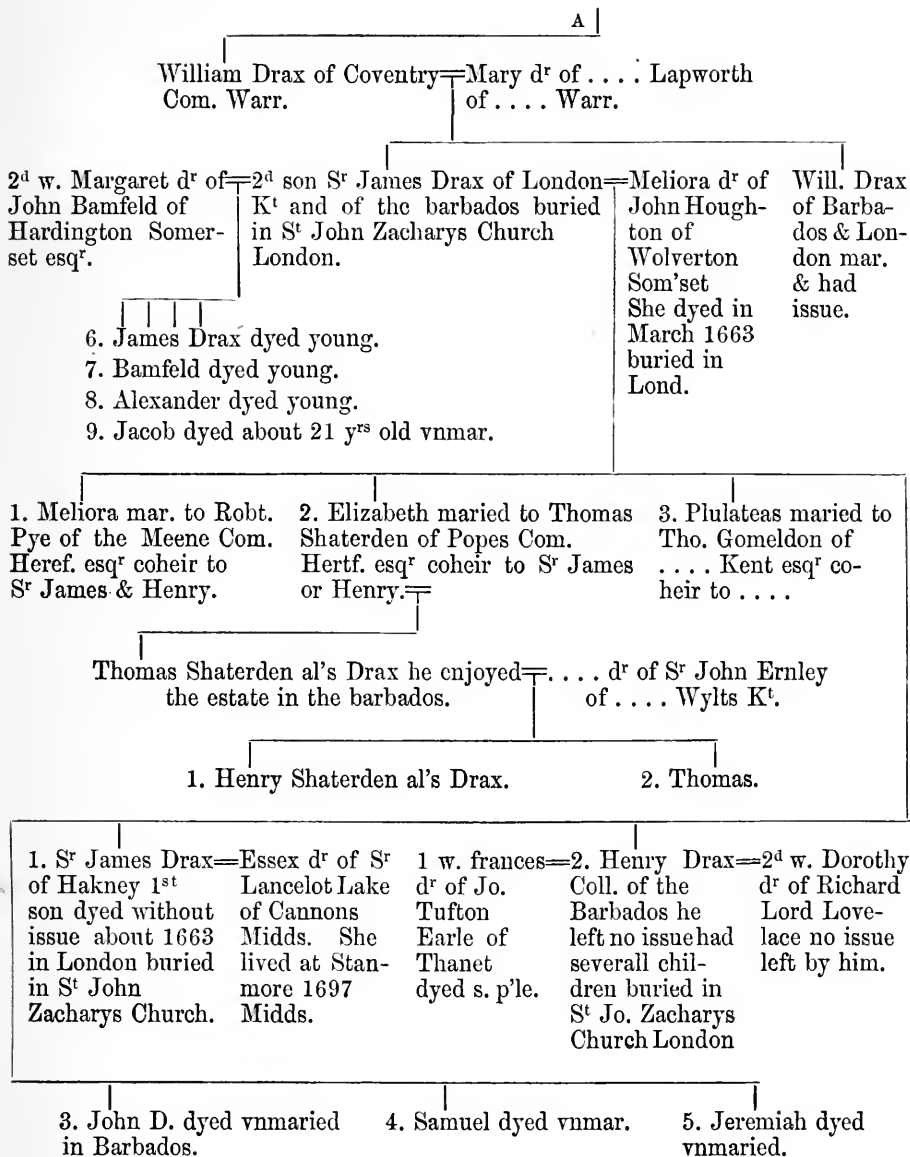 A
William Drax of Coventry=Mary dʳ of . . . . Lapworth
Com. Warr. of . . . . Warr.
2ᵈ w. Margaret dʳ of
John Bamfeld of
Hardington Somer-
set esqʳ.
2ᵈ son Sʳ James Drax of London
Kᵗ and of the barbados buried
in Sᵗ John Zacharys Church
London.
Meliora dʳ of
John Hough-
ton of
Wolverton
Som'set
She dyed in
March 1663
buried in
Lond.
Will. Drax
of Barba-
dos & Lon-
don mar.
& had
issue.
6. James Drax dyed young.
7. Bamfeld dyed young.
8. Alexander dyed young.
9. Jacob dyed about 21 yʳˢ old vnmar.
1. Meliora mar. to Robt.
Pye of the Meene Com.
Heref. esqʳ coheir to
Sʳ James & Henry.
2. Elizabeth maried to Thomas
Shaterden of Popes Com.
Hertf. esqʳ coheir to Sʳ James
or Henry.=
3. Plulateas maried to
Tho. Gomeldon of
. . . . Kent esqʳ co-
heir to . . . .
Thomas Shaterden al's Drax he enjoyed
the estate in the barbados.
=. . . . dʳ of Sʳ John Ernley
of . . . . Wylts Kᵗ.
1. Henry Shaterden al's Drax. 2. Thomas.
1. Sʳ James Drax=
of Hakney 1ˢᵗ
son dyed without
issue about 1663
in London buried
in Sᵗ John
Zacharys Church.
Essex dʳ of Sʳ
Lancelot Lake
of Cannons
Midds. She
lived at Stan-
more 1697
Midds.
1 w. frances=
dʳ of Jo.
Tufton
Earle of
Thanet
dyed s. p'le.
2. Henry Drax=
Coll. of the
Barbados he
left no issue had
severall chil-
dren buried in
Sᵗ Jo. Zacharys
Church London
2ᵈ w. Dorothy
dʳ of Richard
Lord Love-
lace no issue
left by him.
3. John D. dyed vnmaried
in Barbados.
4. Samuel dyed vnmar.
5. Jeremiah dyed
vnmaried.